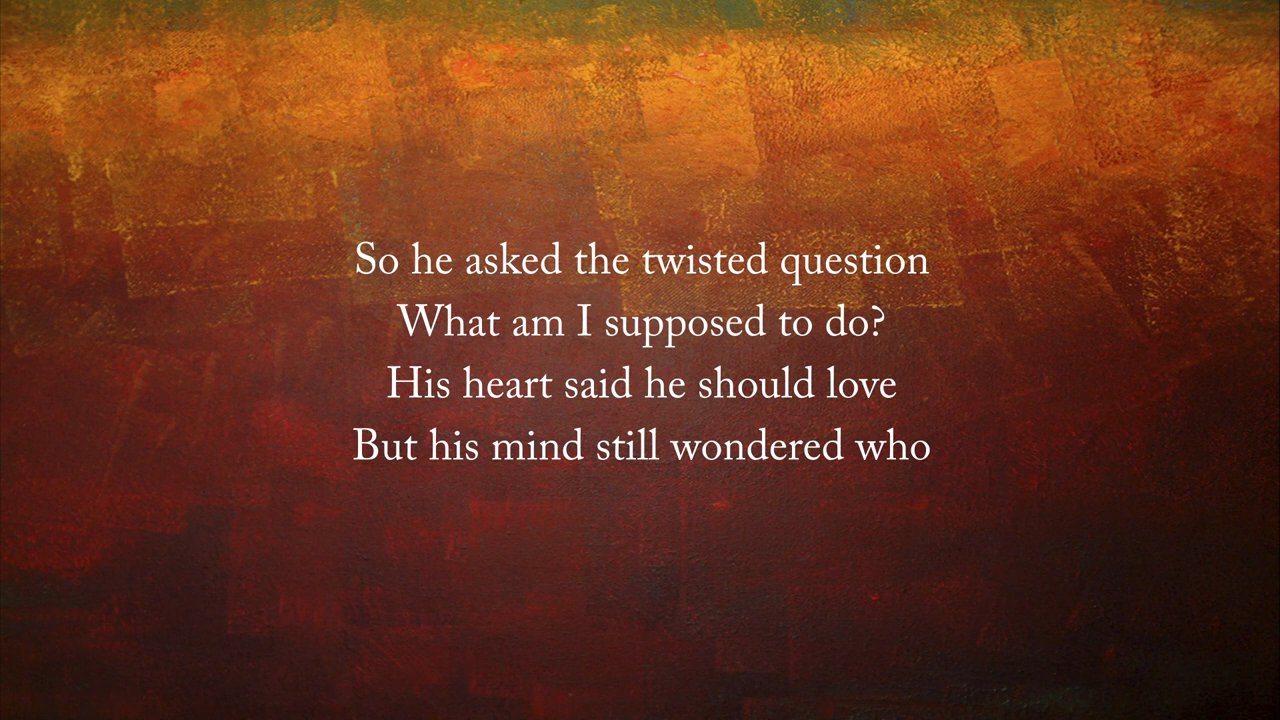 So he asked the twisted question
What am I supposed to do?
His heart said he should love
But his mind still wondered who